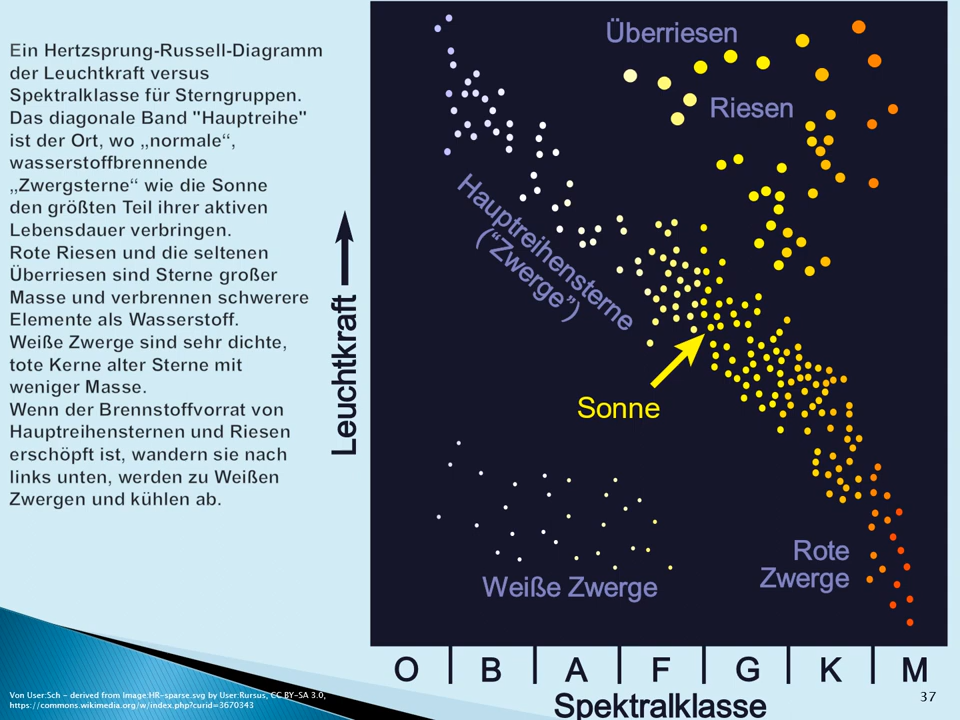 Ein Hertzsprung-Russell-Diagramm
der Leuchtkraft versus
Spektralklasse für Sterngruppen.
Das diagonale Band "Hauptreihe"
ist der Ort, wo „normale“,
wasserstoffbrennende
„Zwergsterne“ wie die Sonne
den größten Teil ihrer aktiven
Lebensdauer verbringen.
Rote Riesen und die seltenen
Überriesen sind Sterne großer
Masse und verbrennen schwerere
Elemente als Wasserstoff.
Weiße Zwerge sind sehr dichte,
tote Kerne alter Sterne mit
weniger Masse.
Wenn der Brennstoffvorrat von
Hauptreihensternen und Riesen
erschöpft ist, wandern sie nach
links unten, werden zu Weißen
Zwergen und kühlen ab.
Leuchtkraft
Überriesen
Riesen
Hauptreihensterne
(“Zwerge”)
Sonne
Weiße Zwerge
Rote
Zwerge
O B A F G K M
Spektralklasse
Von User:Sch - derived from Image:HR-sparse.svg by User:Rursus, CC BY-SA 3.0,
https://commons.wikimedia.org/w/index.php?curid=3670343
37